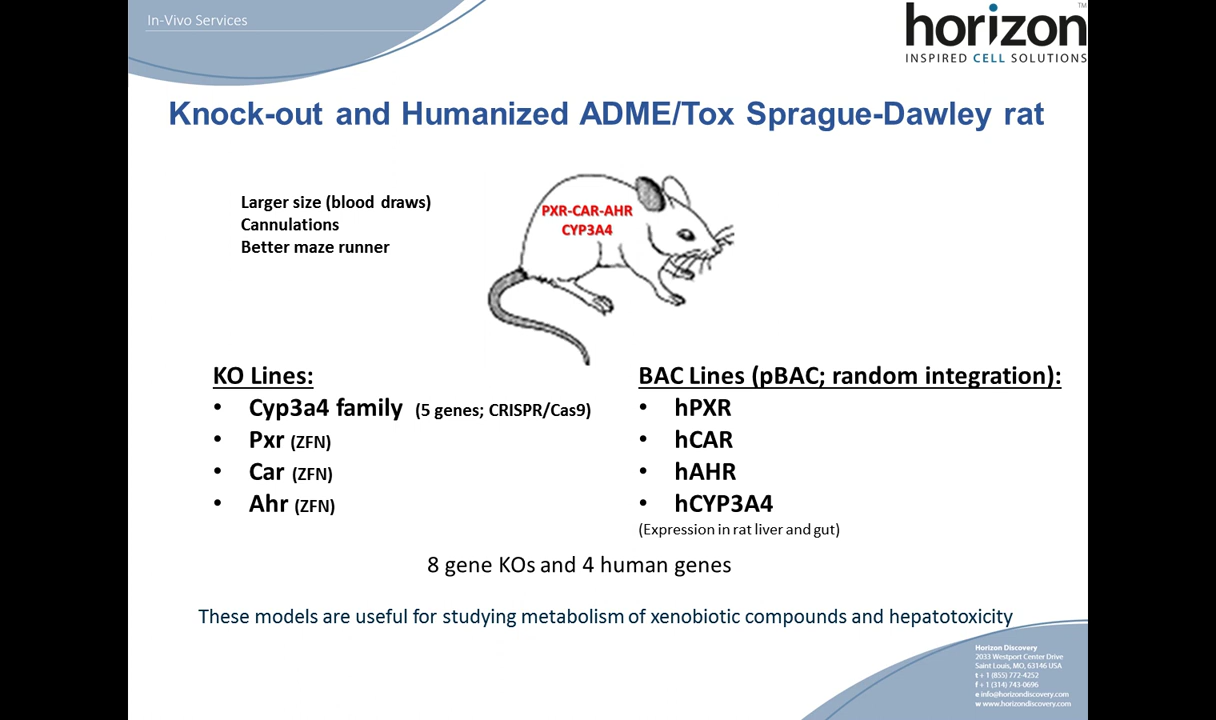 In-Vivo Services
horizon
TM
INSPIRED CELL SOLUTIONS
Knock-out and Humanized ADME/Tox Sprague-Dawley rat
Larger size (blood draws)
Cannulations
Better maze runner
PXR-CAR-AHR
CYP3A4
KO Lines:
• Cyp3a4 family (5 genes; CRISPR/Cas9)
• Pxr (ZFN)
• Car (ZFN)
• Ahr (ZFN)
BAC Lines (pBAC; random integration):
• hPXR
• hCAR
• hAHR
• hCYP3A4
(Expression in rat liver and gut)
8 gene KOs and 4 human genes
These models are useful for studying metabolism of xenobiotic compounds and hepatotoxicity
Horizon Discovery
2033 Westport Center Drive
Saint Louis, MO, 63146 USA
t + 1 (855) 772-4252
f + 1 (314) 743-0696
e info@horizondiscovery.com
w www.horizondiscovery.com